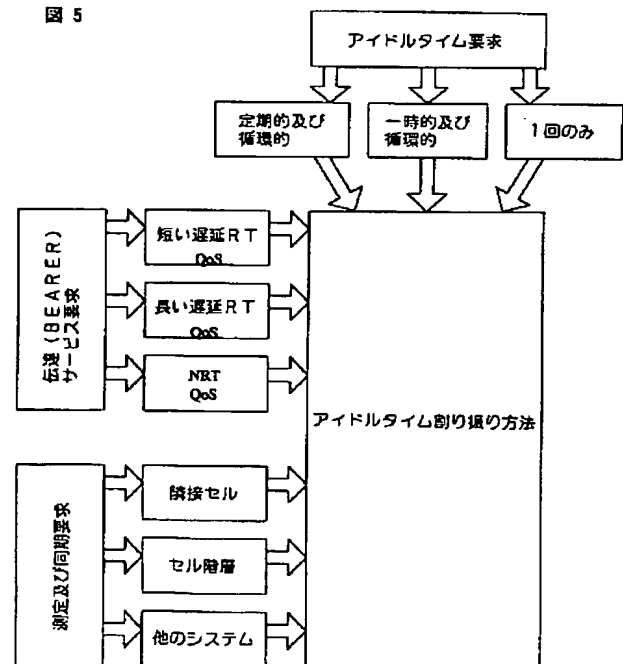 図 5
アイドルタイム要求
定期的及び
循環的
一時的及び
循環的
1回のみ
伝達(BEARER)
サービス要求
短い遅延RT
QoS
長い遅延RT
QoS
NRT
QoS
アイドルタイム割り振り方法
測定及び同期要求
隣接セル
セル階層
他のシステム